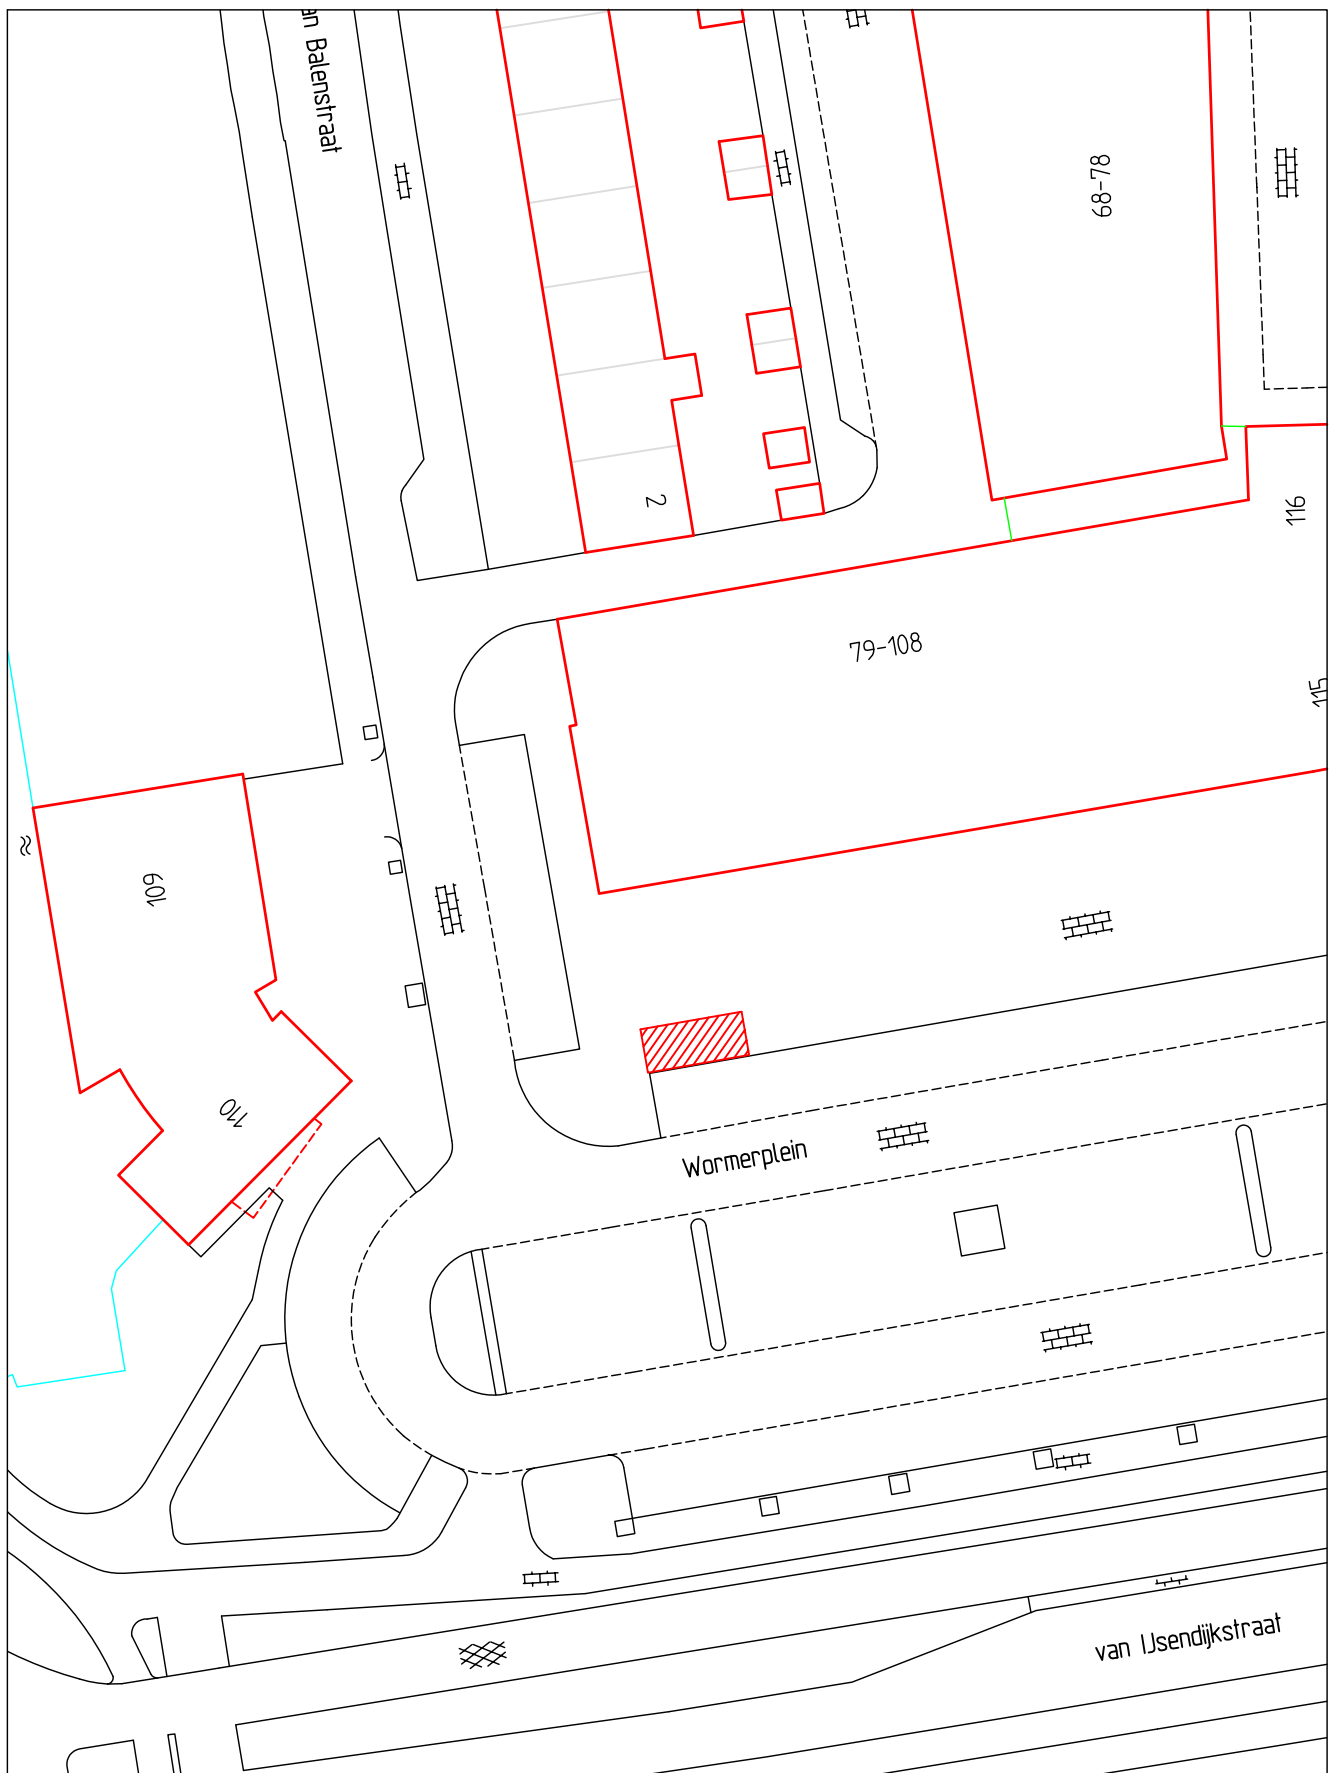 an Balenstraat
68-78
2
116
79-108
115
109
110
Wormerplein
van IJsendijkstraat